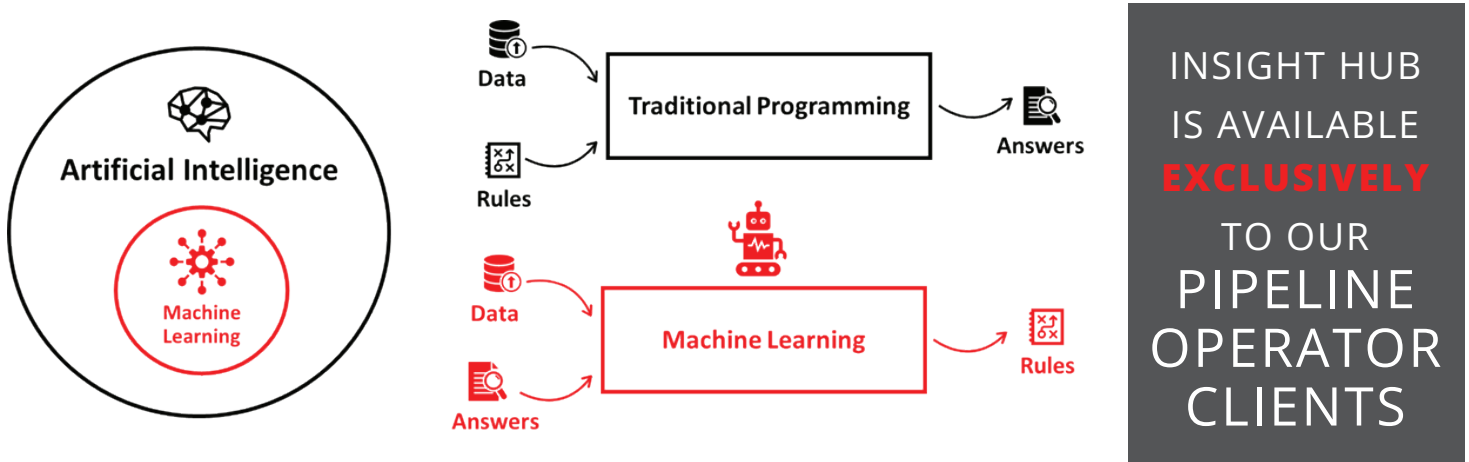 Artificial Intelligence
Machine
Learning
Data
Rules
Traditional Programming
Answers
Data
Answers
Machine Learning
Rules
INSIGHT HUB
IS AVAILABLE
EXCLUSIVELY
TO OUR
PIPELINE
OPERATOR
CLIENTS